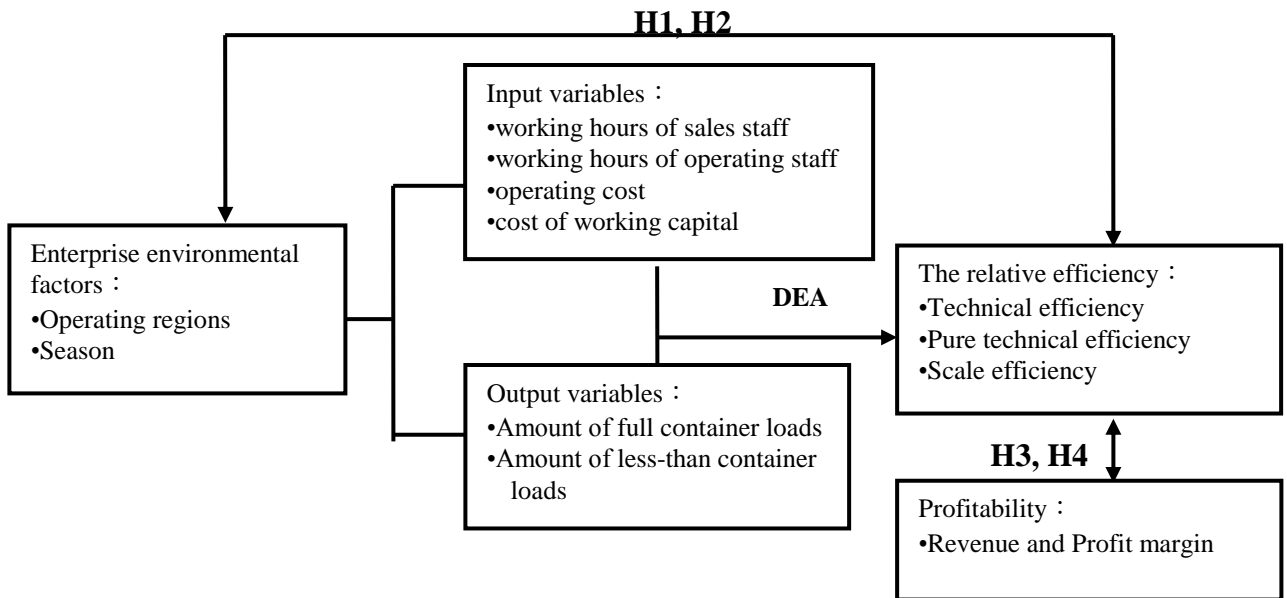 H1, H2
Input variables：
•working hours of sales staff
•working hours of operating staff
•operating cost
•cost of working capital
Enterprise environmental
factors：
•Operating regions
•Season
DEA
The relative efficiency：
•Technical efficiency
•Pure technical efficiency
•Scale efficiency
Output variables：
•Amount of full container loads
•Amount of less-than container
loads
H3, H4
Profitability：
•Revenue and Profit margin